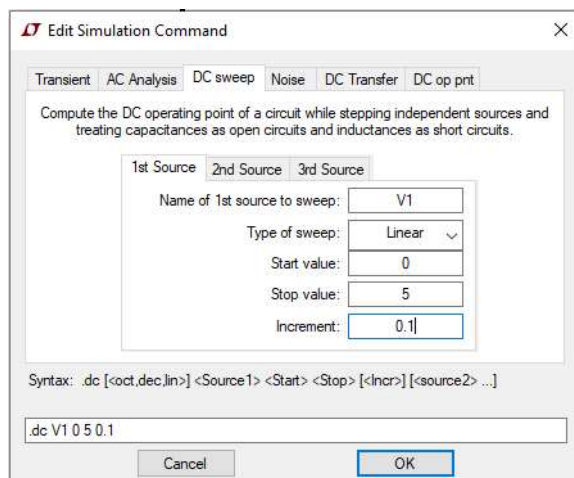 Edit Simulation Command
Transient AC Analysis DC sweep Noise DC Transfer DC op pnt
Compute the DC operating point of a circuit while stepping independent sources and
treating capacitances as open circuits and inductances as short circuits.
1st Source 2nd Source 3rd Source
Name of 1st source to sweep: V1
Type of sweep: Linear
Start value: 0
Stop value: 5
Increment: 0.1
Syntax: .dc [<oct,dec,lin>] <Source1> <Start> <Stop> [<Incr>] [<source2> ...]
.dc V1 0 5 0.1
Cancel OK